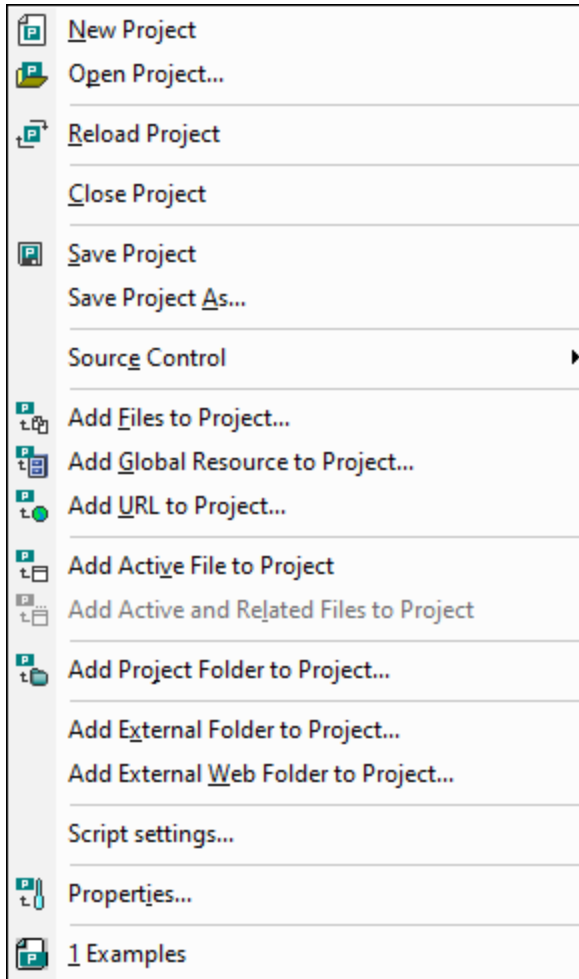 New Project
Open Project...
Reload Project
Close Project
Save Project
Save Project As...
Source Control
Add Files to Project...
Add Global Resource to Project...
Add URL to Project...
Add Active File to Project
Add Active and Related Files to Project
Add Project Folder to Project...
Add External Folder to Project...
Add External Web Folder to Project...
Script settings...
Properties...
1 Examples